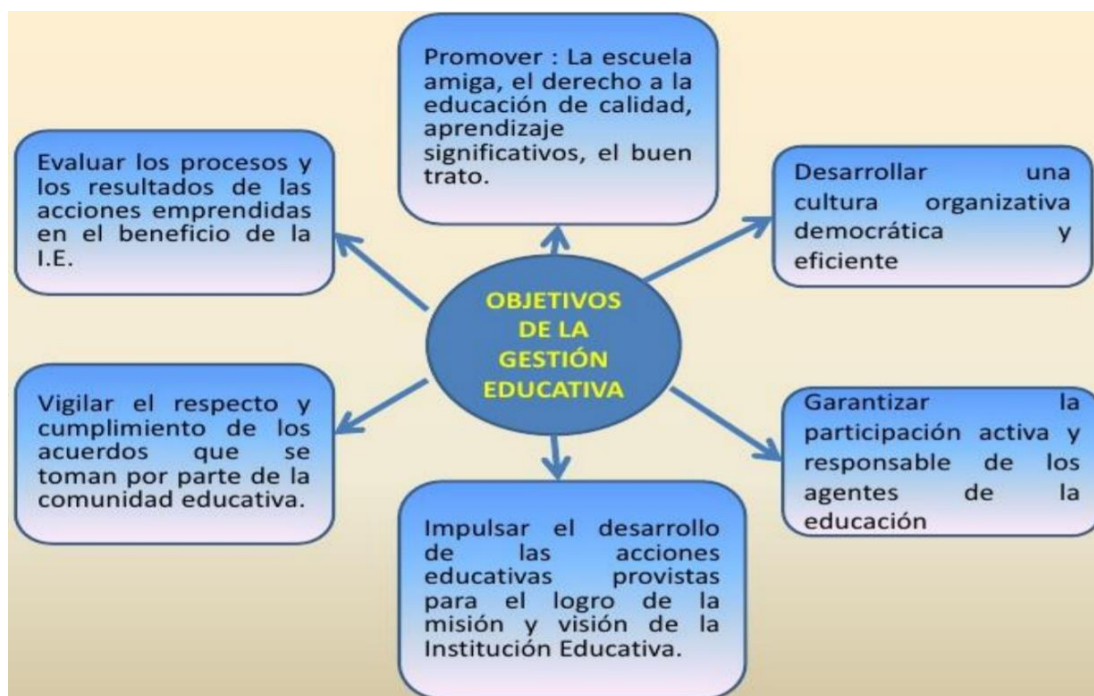 Promover : La escuela
amiga, el derecho a la
educación de calidad,
aprendizaje
significativos, el buen
trato.
Evaluar los procesos y
los resultados de las
acciones emprendidas
en el beneficio de la
I.E.
Desarrollar una
cultura organizativa
democrática y
eficiente
OBJETIVOS
DE LA
GESTIÓN
EDUCATIVA
Vigilar el respecto y
cumplimiento de los
acuerdos que se
toman por parte de la
comunidad educativa.
Garantizar la
participación activa y
responsable de los
agentes de la
educación
Impulsar el desarrollo
de las acciones
educativas provistas
para el logro de la
misión y visión de la
Institución Educativa.